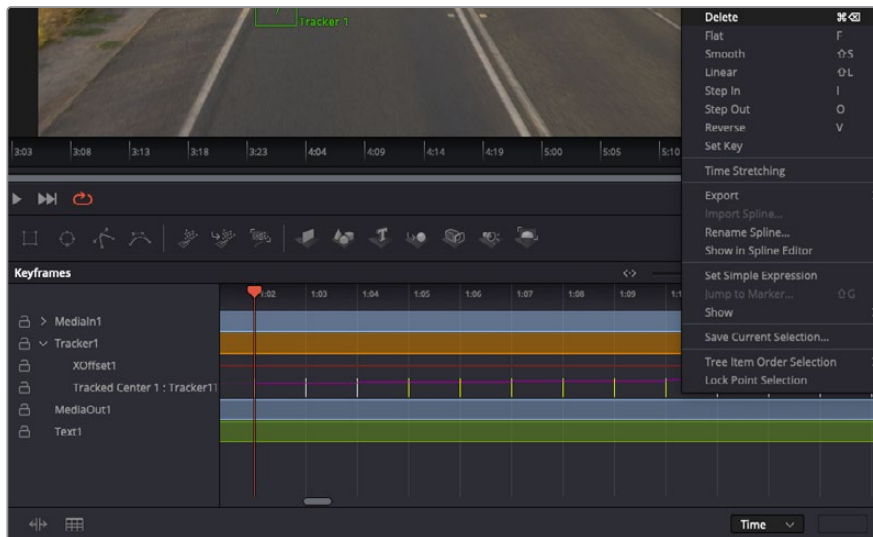 Tracker 1
3:03 3:08 3:13 3:18 3:23 4:04 4:09 4:14 4:19 5:00 5:05 5:10
Delete ⌘⌫
Flat F
Smooth ⇧S
Linear ⇧L
Step In I
Step Out O
Reverse V
Set Key
Time Stretching
Export
Import Spline...
Rename Spline...
Show in Spline Editor
Set Simple Expression
Jump to Marker... ⇧G
Show
Save Current Selection...
Tree Item Order Selection
Lock Point Selection
Keyframes
1:02 1:03 1:04 1:05 1:06 1:07 1:08 1:09
MediaIn1
Tracker1
XOffset1
Tracked Center 1 : Tracker11
MediaOut1
Text1
Time